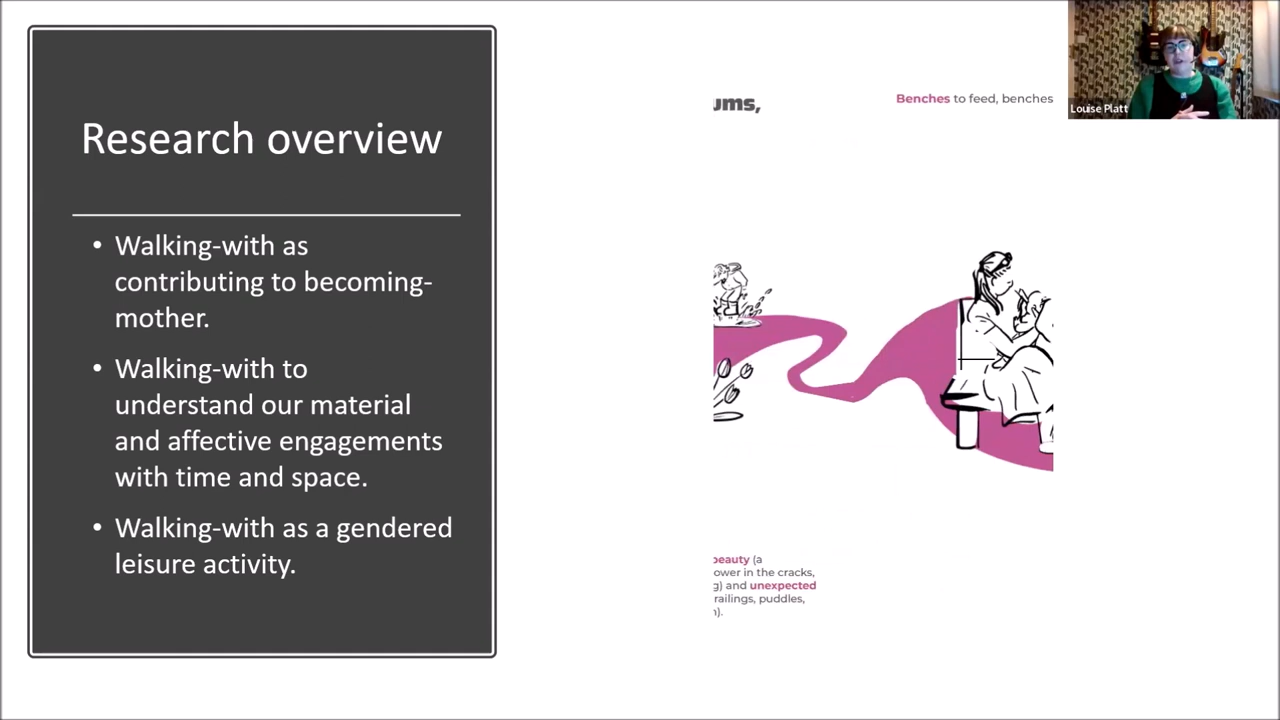 Research overview
• Walking-with as
contributing to becoming-
mother.
• Walking-with to
understand our material
and affective engagements
with time and space.
• Walking-with as a gendered
leisure activity.
ums,
Benches to feed, benches
beauty (a
ower in the cracks,
g) and unexpected
railings, puddles,
n).
Louise Platt